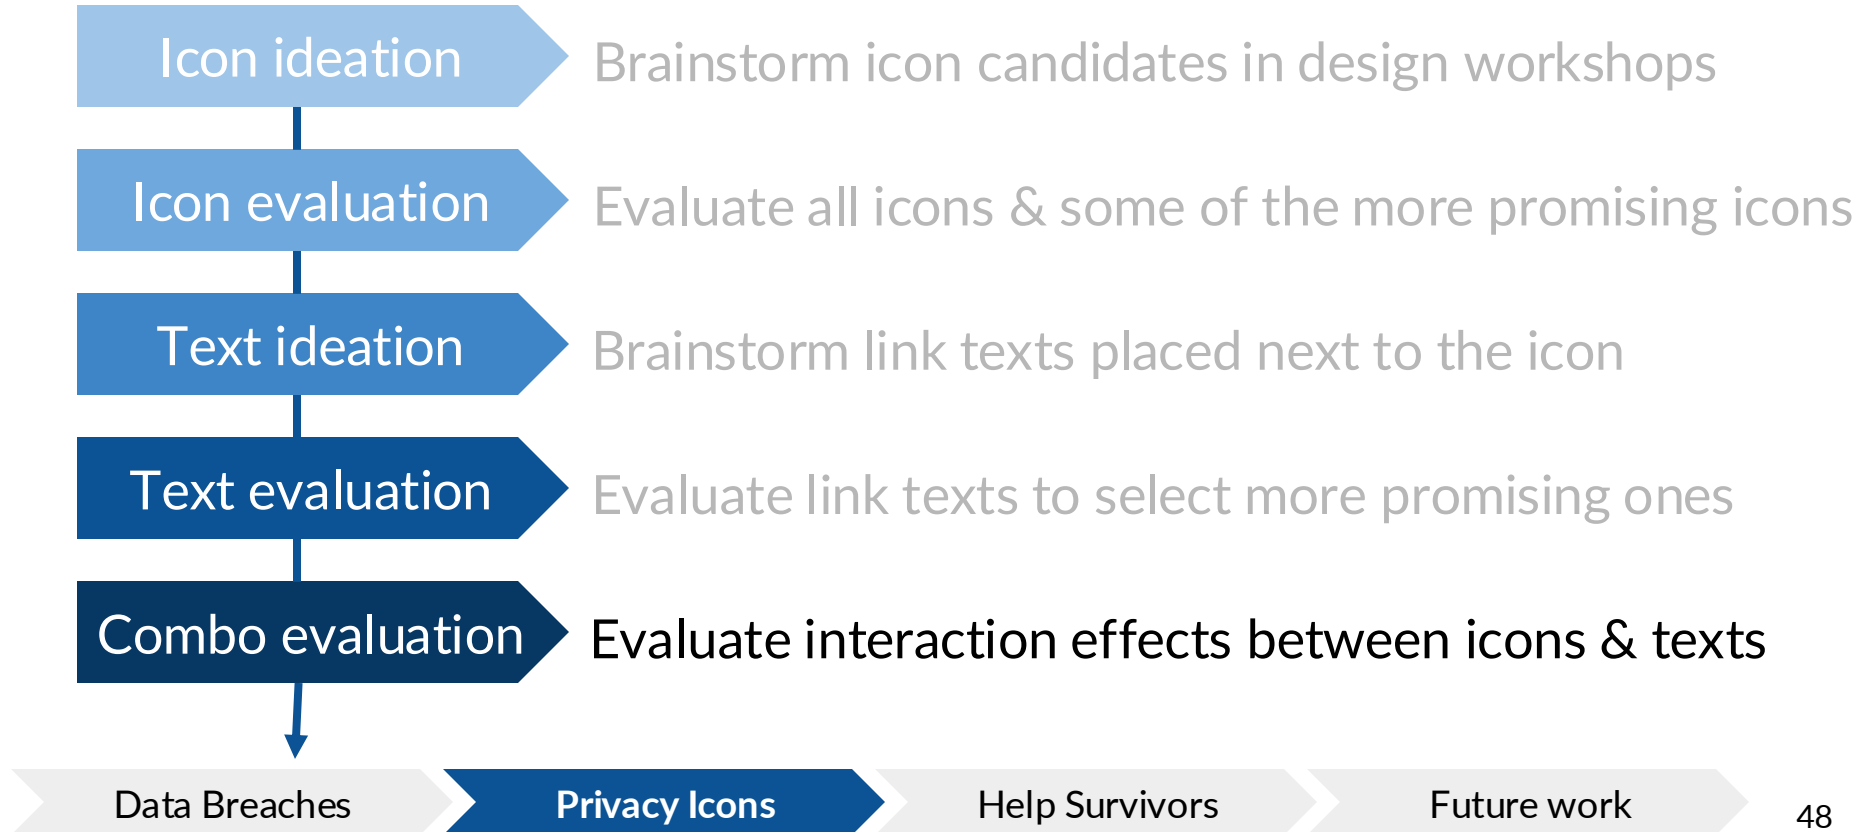 Icon ideation
Brainstorm icon candidates in design workshops
Icon evaluation
Evaluate all icons & some of the more promising icons
Text ideation
Brainstorm link texts placed next to the icon
Text evaluation
Evaluate link texts to select more promising ones
Combo evaluation
Evaluate interaction effects between icons & texts
Data Breaches
Privacy Icons
Help Survivors
Future work
48